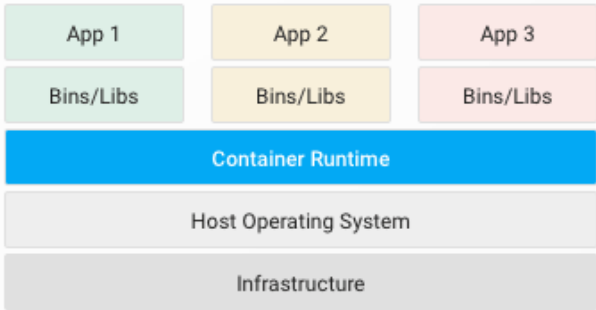 App 1 App 2 App 3
Bins/Libs Bins/Libs Bins/Libs
Container Runtime
Host Operating System
Infrastructure